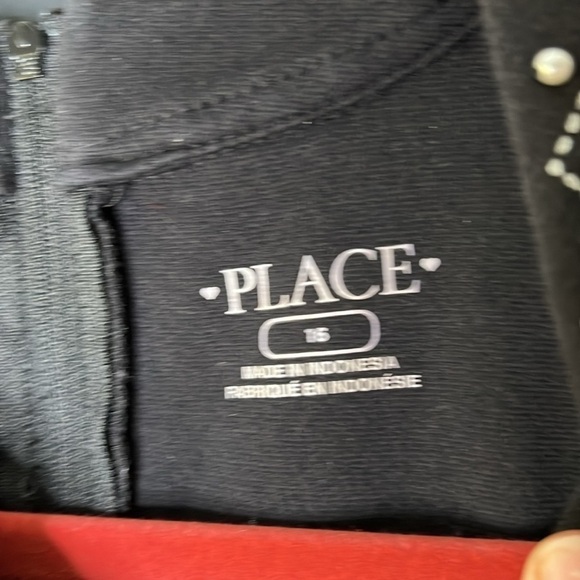 PLACE
16
MADE IN INDONESIA
FABRIQUÉ EN INDONÉSIE